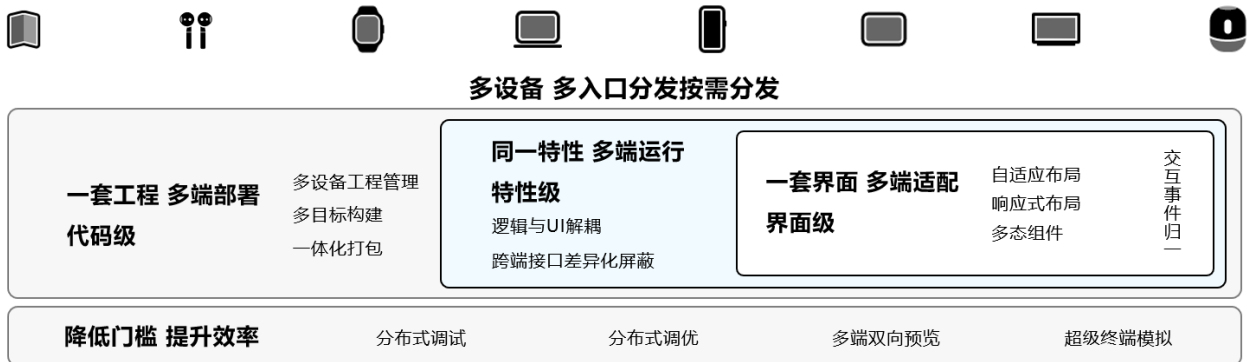 多设备 多入口分发按需分发
一套工程 多端部署
代码级
多设备工程管理
多目标构建
一体化打包
同一特性 多端运行
特性级
逻辑与UI解耦
跨端接口差异化屏蔽
一套界面 多端适配
界面级
自适应布局
响应式布局
多态组件
交互事件归一
降低门槛 提升效率
分布式调试
分布式调优
多端双向预览
超级终端模拟